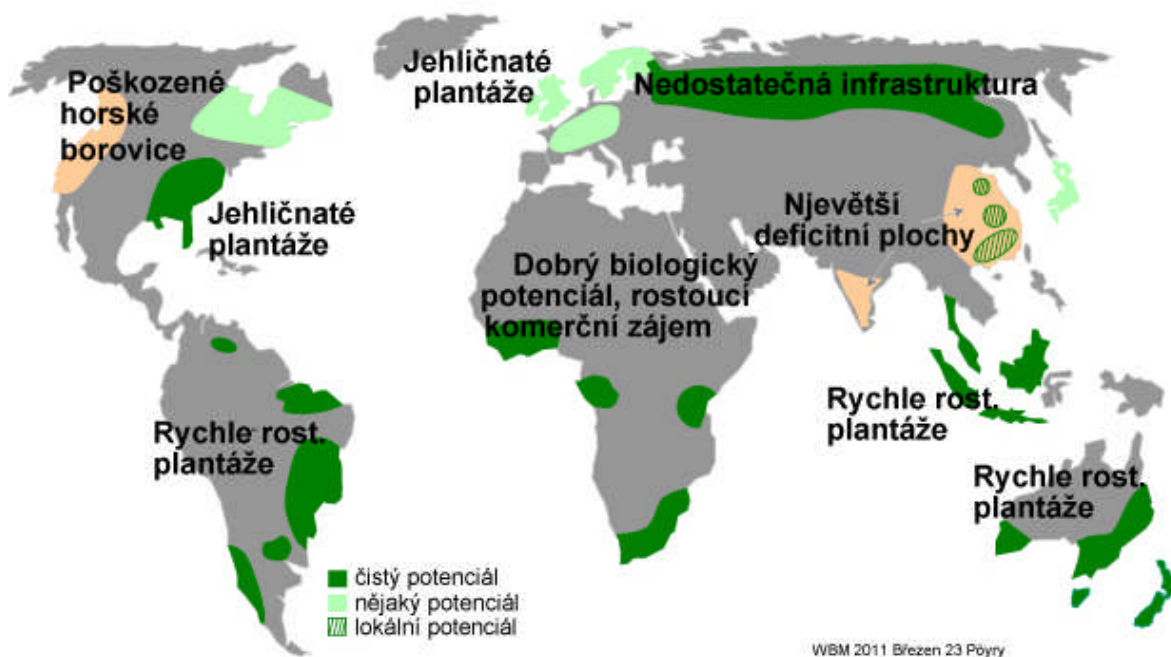 Poškozené
horské
borovice
Jehličnaté
plantáže
Jehličnaté
plantáže
Nedostatečná infrastruktura
Njevětší
deficitní plochy
Dobrý biologický
potenciál, rostoucí
komerční zájem
Rychle rost.
plantáže
Rychle rost.
plantáže
Rychle rost.
plantáže
čistý potenciál
nějaký potenciál
lokální potenciál
WBM 2011 Březen 23 Pöyry